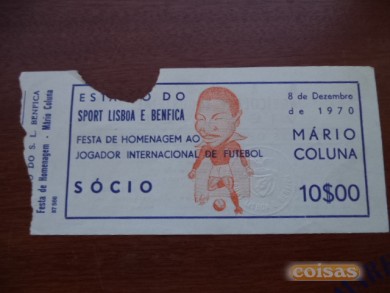 DO S. L. BENFICA
Festa de Homenagem - Mário Coluna
ESTÁDIO DO
SPORT LISBOA E BENFICA
FESTA DE HOMENAGEM AO
JOGADOR INTERNACIONAL DE FUTEBOL
SÓCIO
8 de Dezembro
de 1970
MÁRIO
COLUNA
10$00
coisas